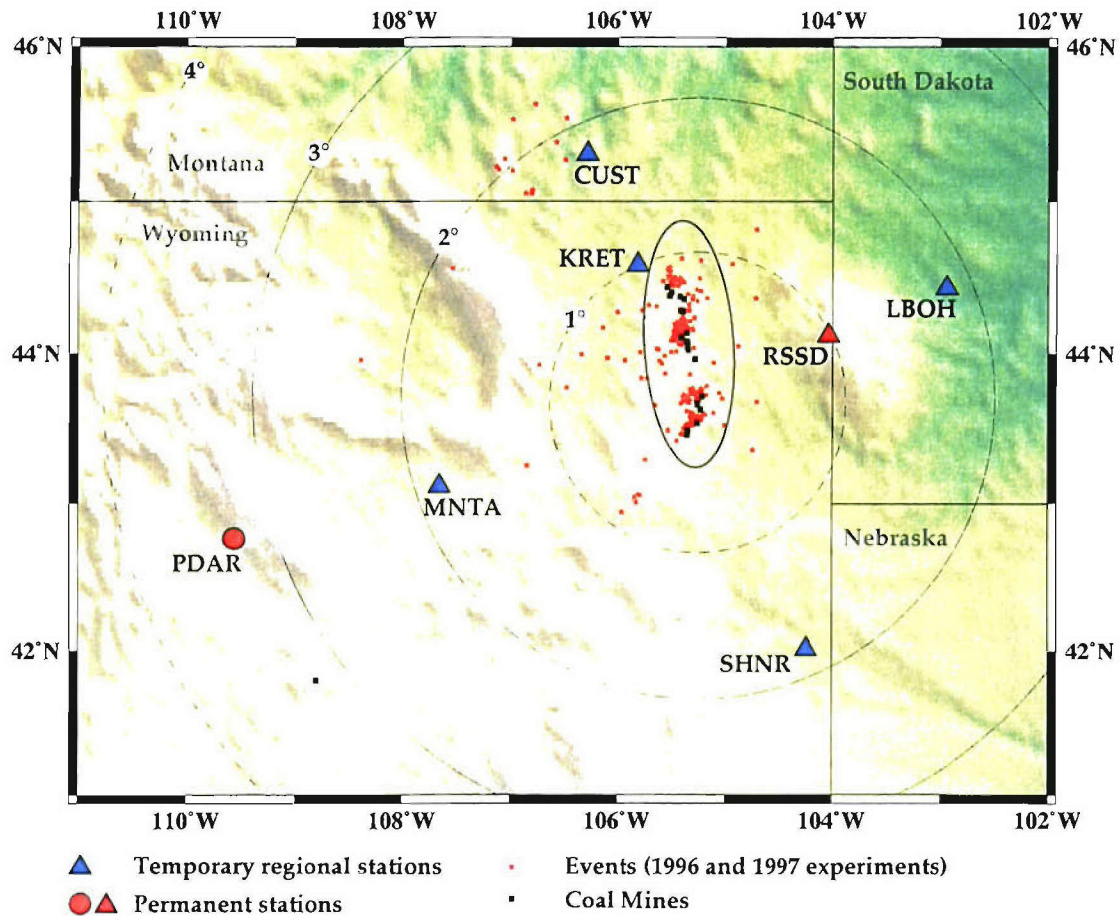 110˚W 108˚W 106˚W 104˚W 102˚W
46˚N 46˚N
4°
South Dakota
3°
Montana
CUST
Wyoming
2°
KRET
LBOH
1°
RSSD
44˚N 44˚N
MNTA
PDAR
Nebraska
SHNR
42˚N 42˚N
110˚W 108˚W 106˚W 104˚W 102˚W
Temporary regional stations
Events (1996 and 1997 experiments)
Permanent stations
Coal Mines